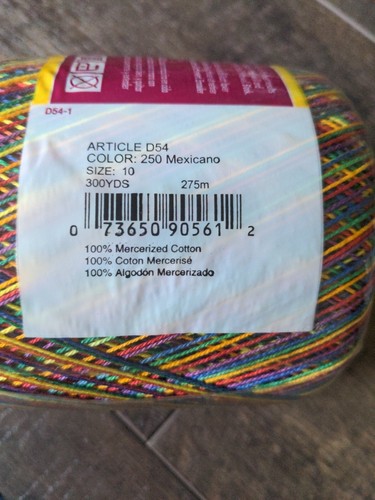 D54-1
ARTICLE D54
COLOR: 250 Mexicano
SIZE: 10
300YDS 275m
0 73650 90561 2
100% Mercerized Cotton
100% Coton Mercerisé
100% Algodón Mercerizado